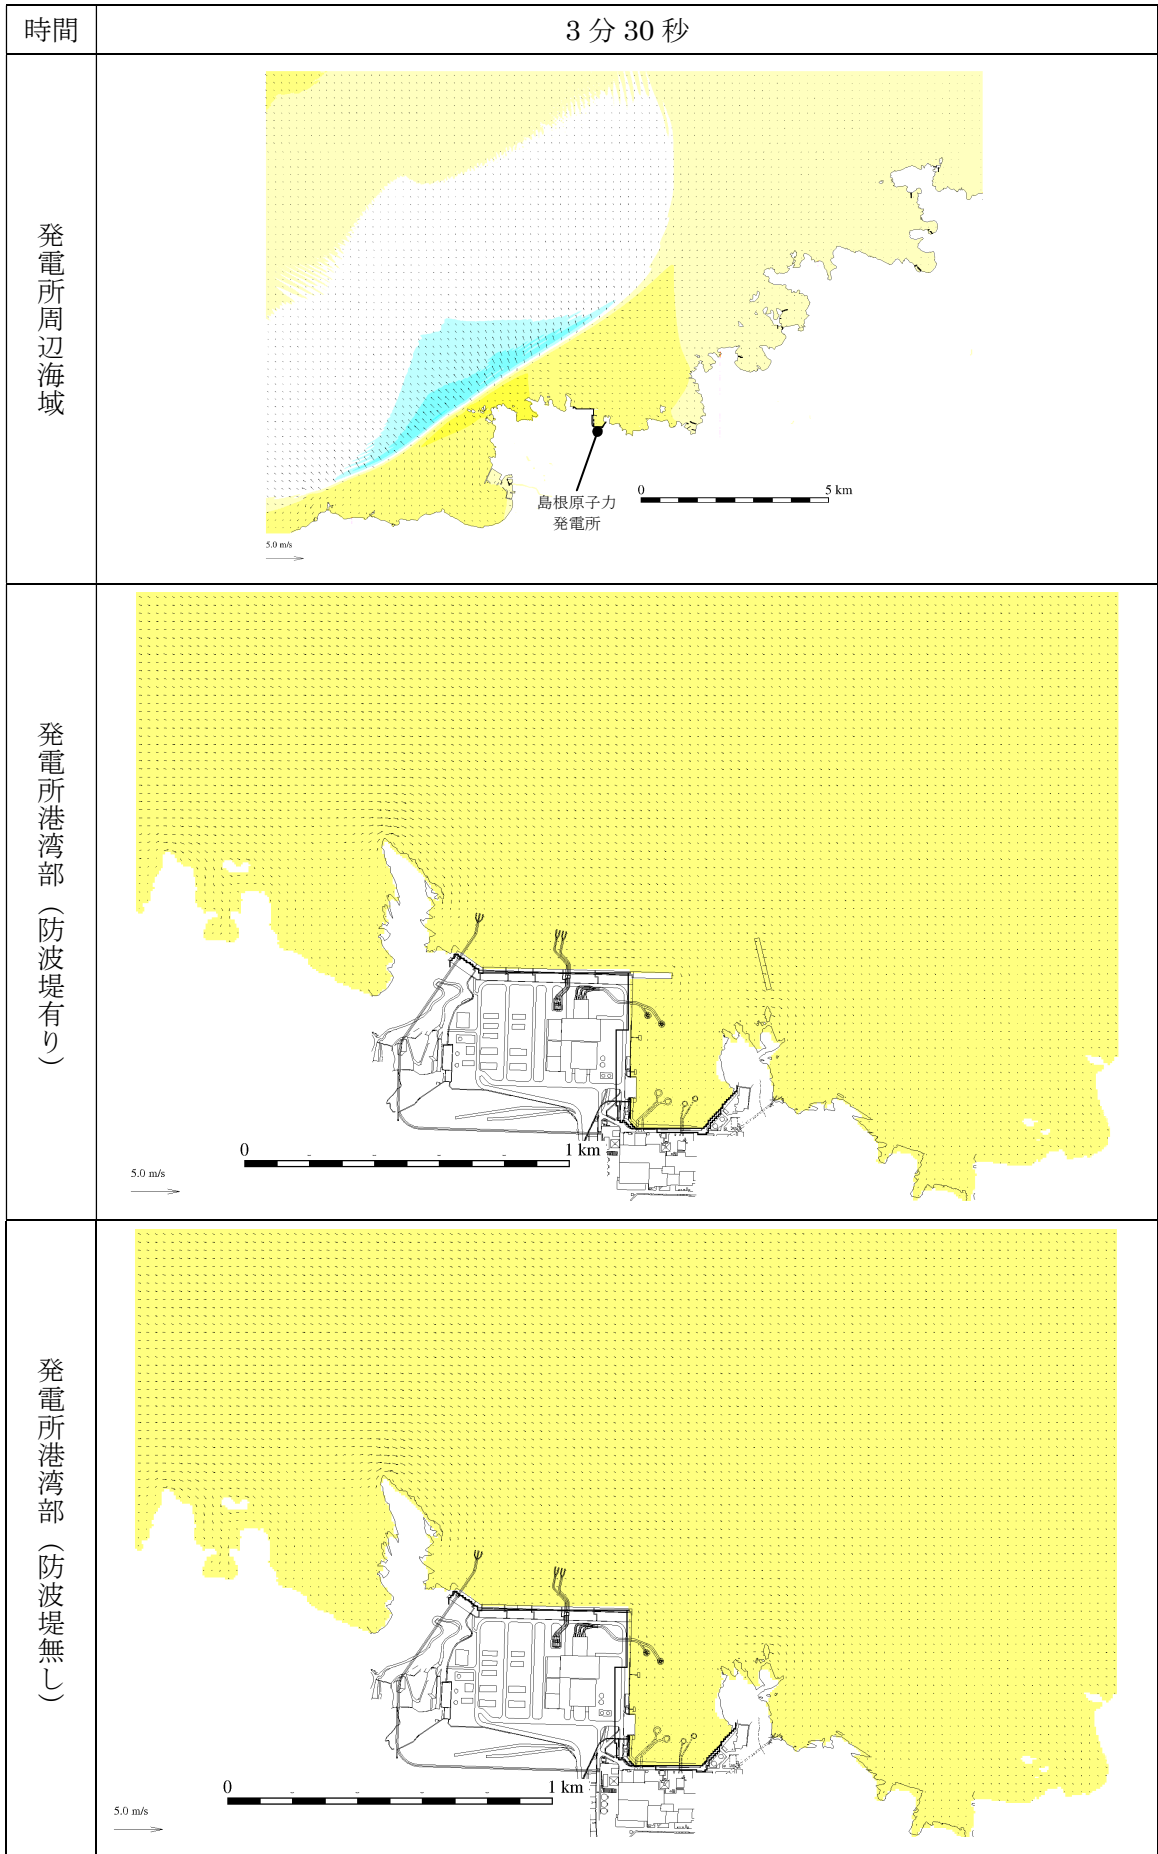 時間
3分30秒
発電所周辺海域
島根原子力
発電所
0
5 km
5.0 m/s
発電所港湾部（防波堤有り）
0
1 km
5.0 m/s
発電所港湾部（防波堤無し）
0
1 km
5.0 m/s